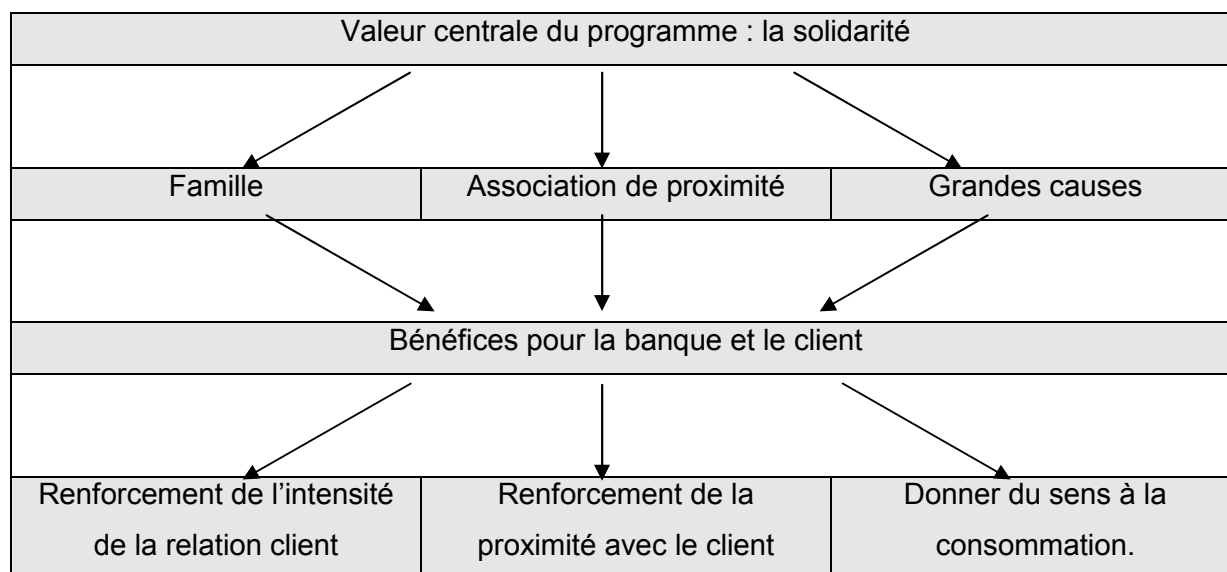 Valeur centrale du programme : la solidarité
Famille
Association de proximité
Grandes causes
Bénéfices pour la banque et le client
Renforcement de l’intensité
de la relation client
Renforcement de la
proximité avec le client
Donner du sens à la
consommation.